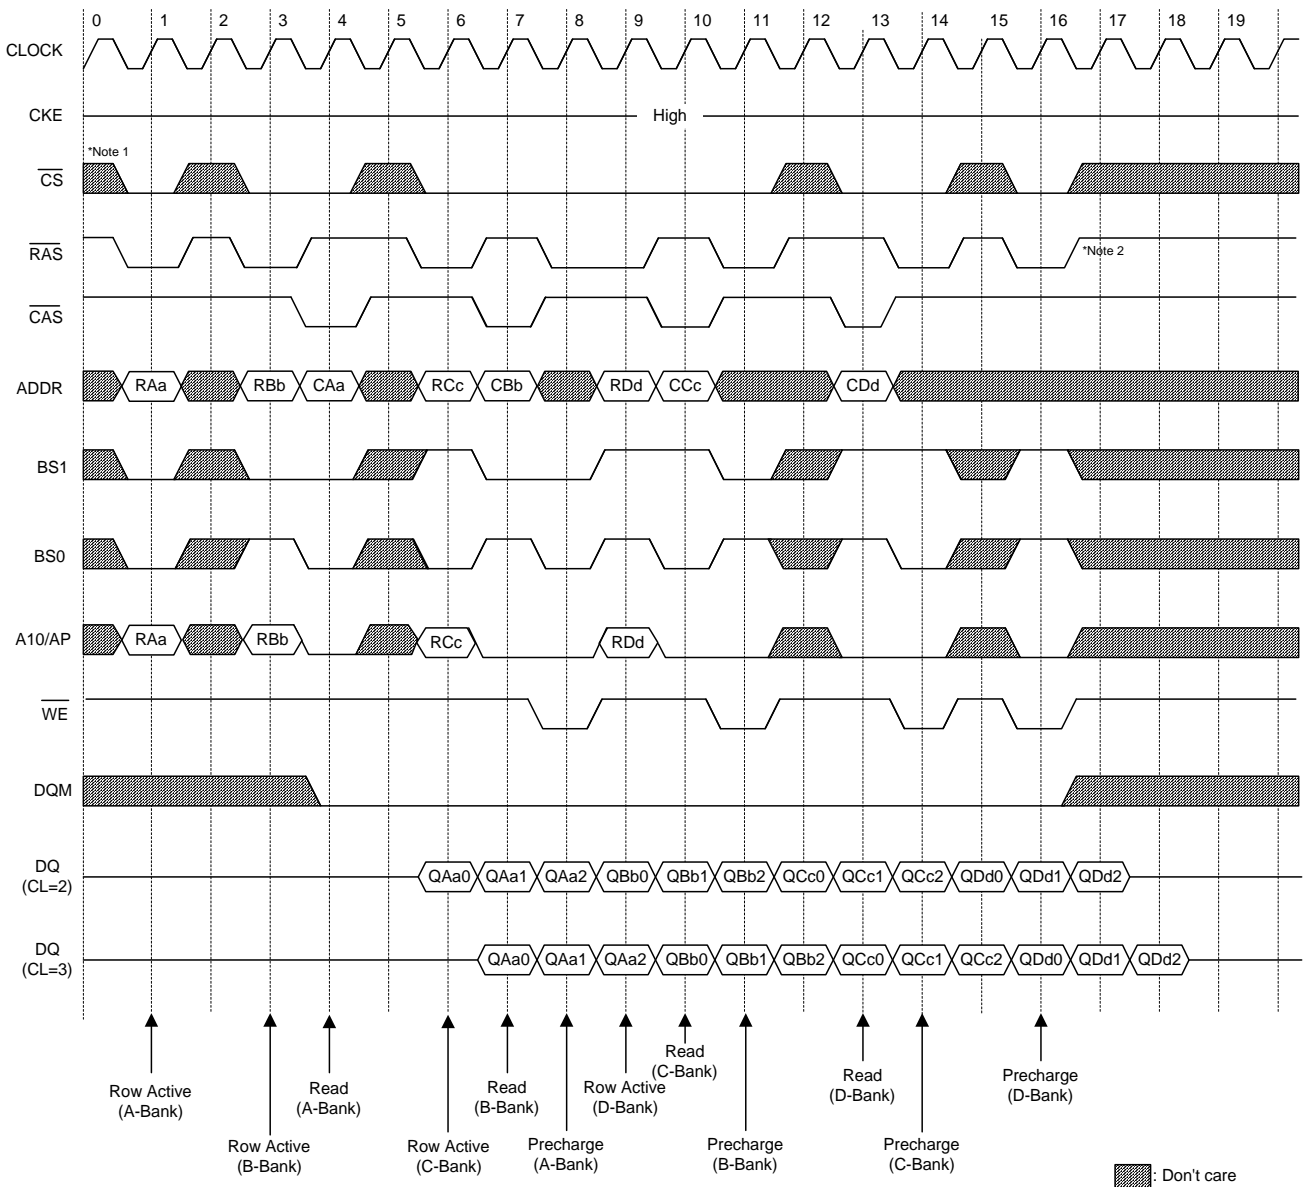 0 1 2 3 4 5 6 7 8 9 10 11 12 13 14 15 16 17 18 19
CLOCK
CKE
High
*Note 1
CS
RAS
*Note 2
CAS
ADDR RAa RBb CAa RCc CBb RDd CCc CDd
BS1
BS0
A10/AP RAa RBb RCc RDd
WE
DQM
DQ
(CL=2)
QAa0 QAa1 QAa2 QBb0 QBb1 QBb2 QCc0 QCc1 QCc2 QDd0 QDd1 QDd2
DQ
(CL=3)
QAa0 QAa1 QAa2 QBb0 QBb1 QBb2 QCc0 QCc1 QCc2 QDd0 QDd1 QDd2
Row Active
(A-Bank)
Row Active
(B-Bank)
Read
(A-Bank)
Row Active
(C-Bank)
Read
(B-Bank)
Precharge
(A-Bank)
Row Active
(D-Bank)
Read
(C-Bank)
Precharge
(B-Bank)
Read
(D-Bank)
Precharge
(C-Bank)
Precharge
(D-Bank)
: Don't care